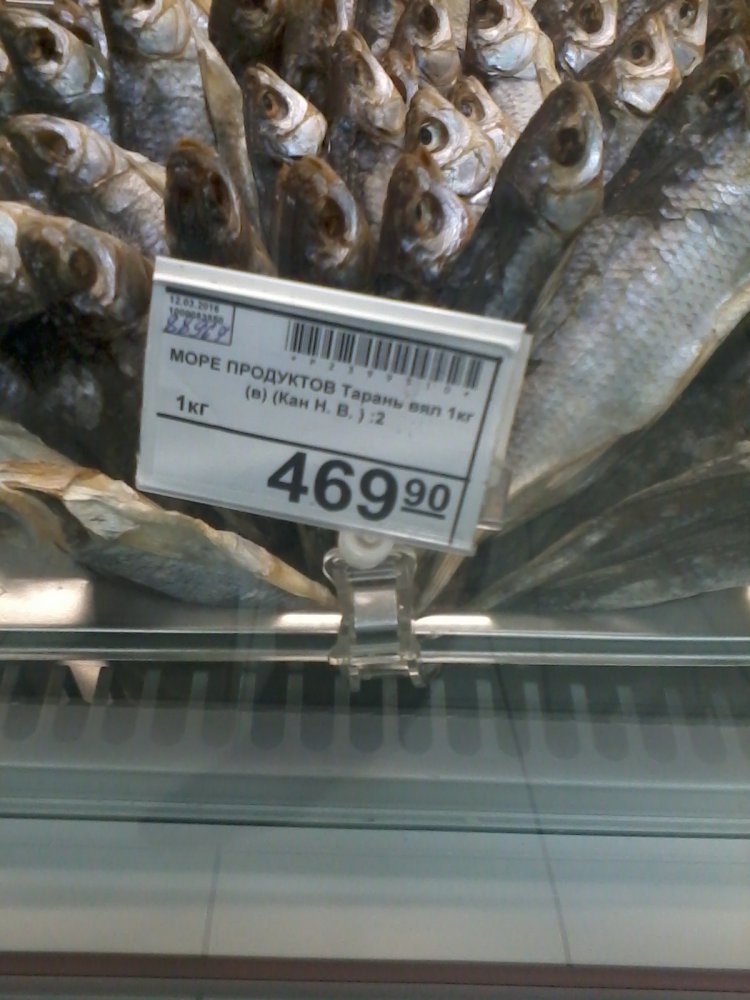 12.03.2016
МОРЕ ПРОДУКТОВ Тарань вял 1кг
(в) (Кан Н. В. ) :2
1кг
469 90